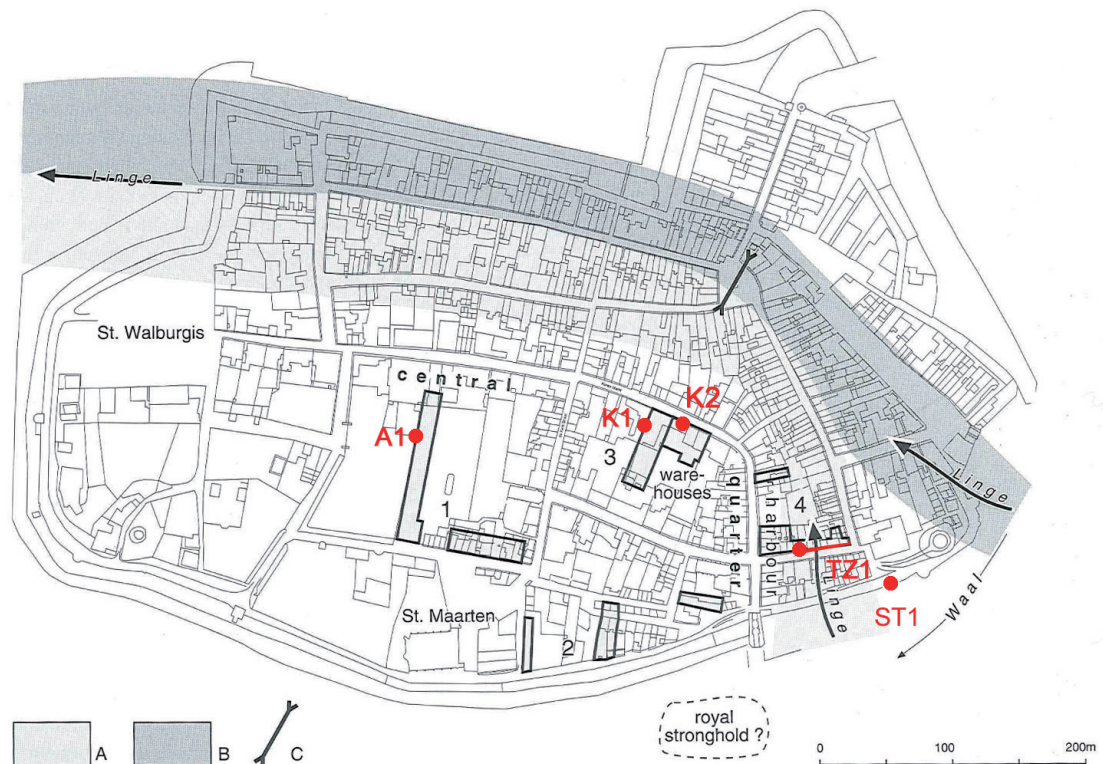 Linge
St. Walburgis
central
A1
K1
K2
3
ware-
houses
quarter
harbour
4
Linge
1
TZ1
Linge
ST1
Waal
St. Maarten
2
royal
stronghold ?
A
B
C
0
100
200m